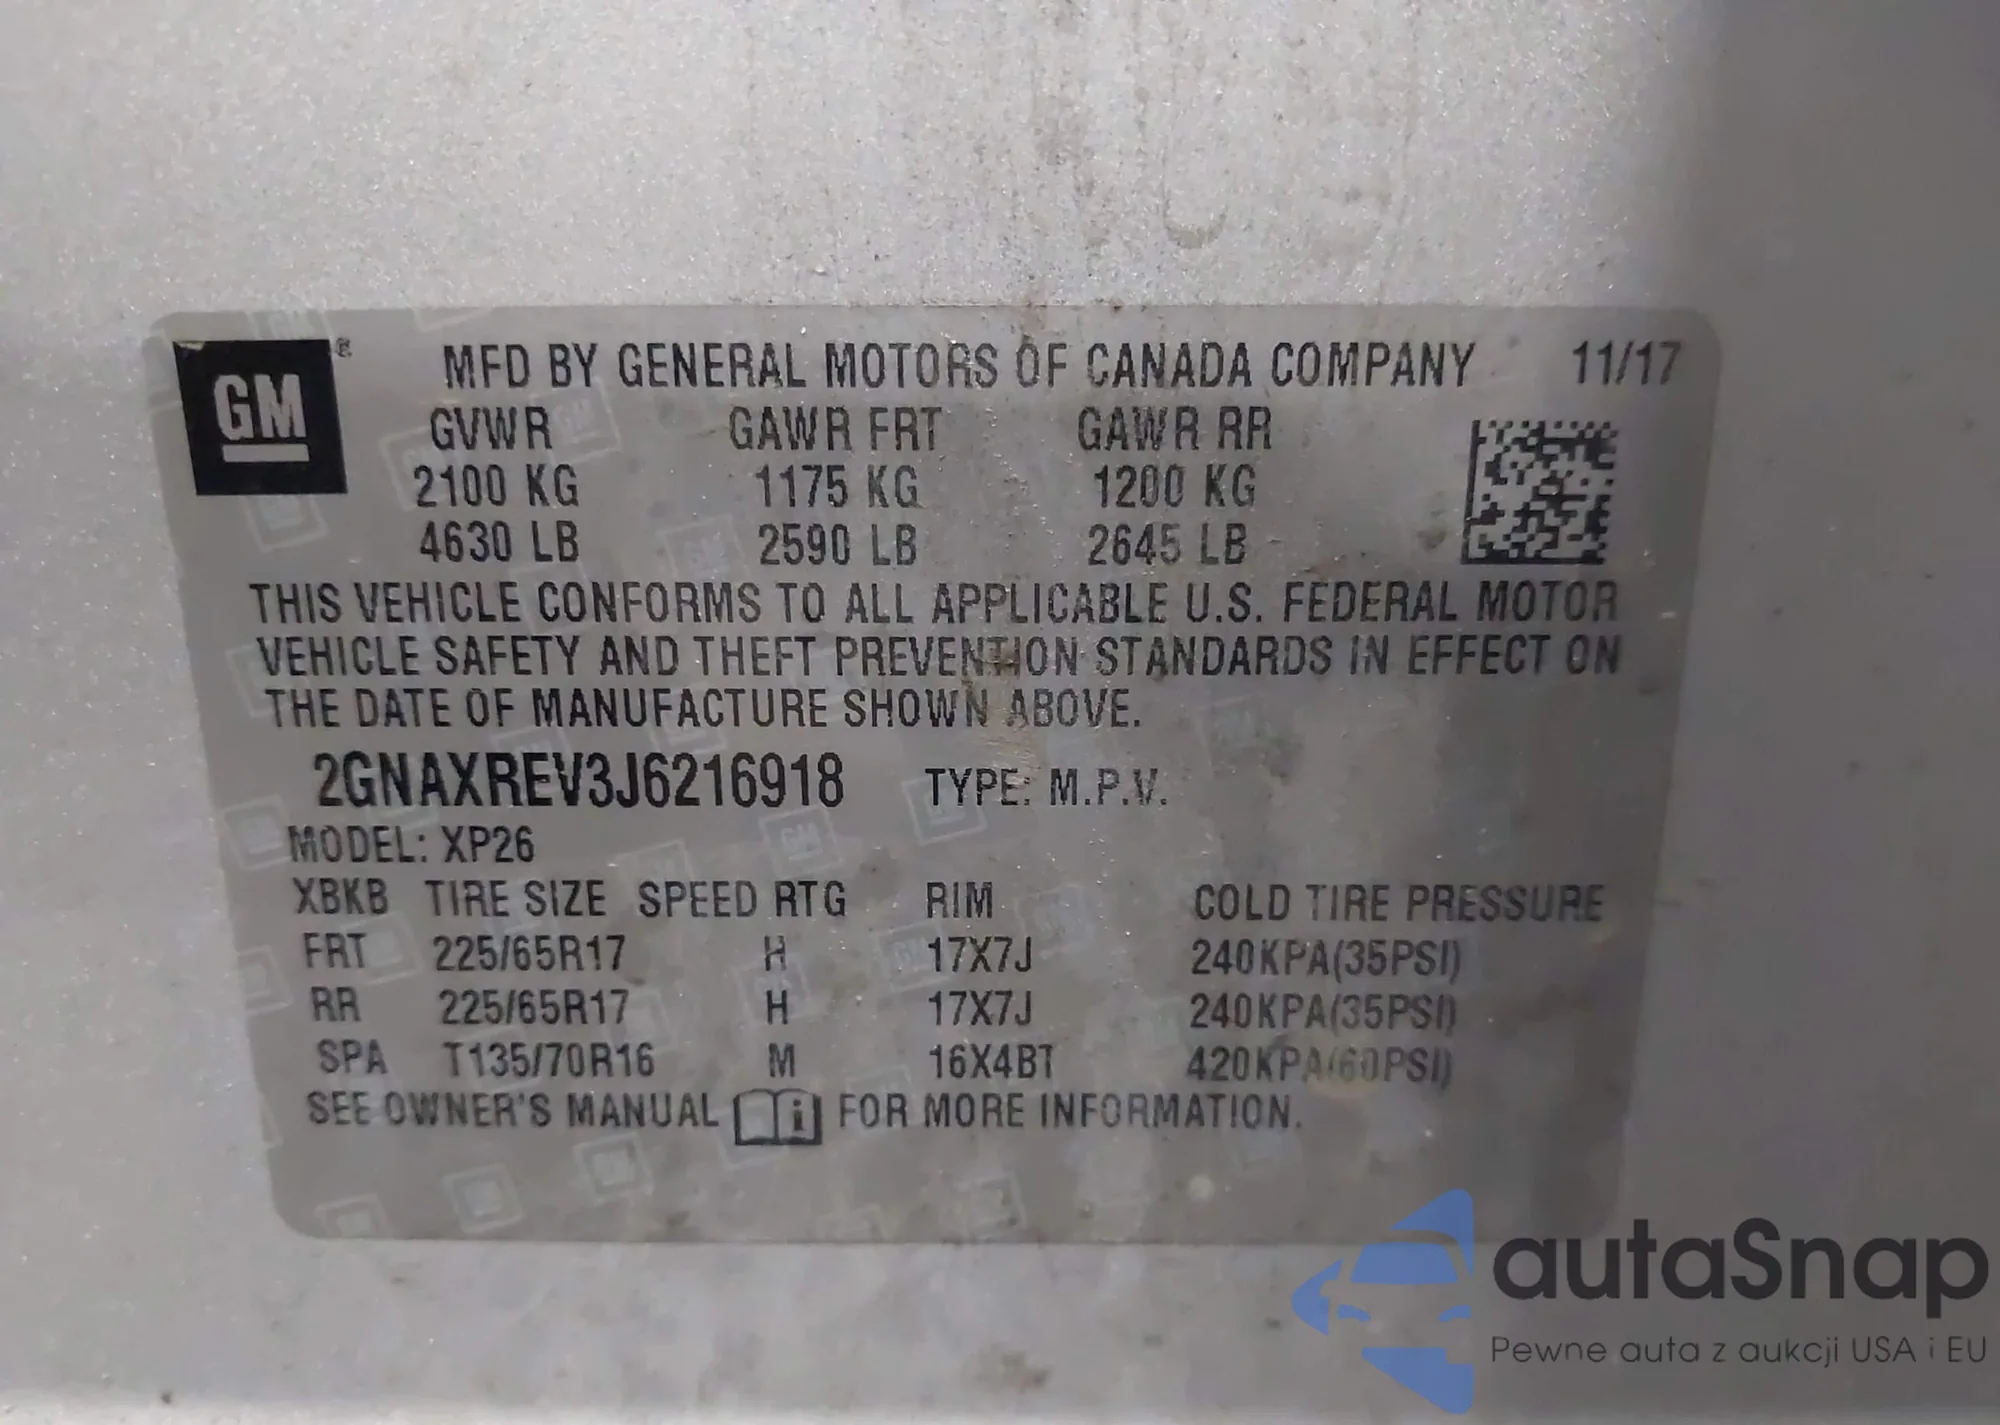 GM ® MFD BY GENERAL MOTORS OF CANADA COMPANY 11/17
GVWR GAWR FRT GAWR RR
2100 KG 1175 KG 1200 KG
4630 LB 2590 LB 2645 LB
THIS VEHICLE CONFORMS TO ALL APPLICABLE U.S. FEDERAL MOTOR
VEHICLE SAFETY AND THEFT PREVENTION STANDARDS IN EFFECT ON
THE DATE OF MANUFACTURE SHOWN ABOVE.
2GNAXREV3J6216918 TYPE: M.P.V.
MODEL: XP26
XBKB TIRE SIZE SPEED RTG RIM COLD TIRE PRESSURE
FRT 225/65R17 H 17X7J 240KPA(35PSI)
RR 225/65R17 H 17X7J 240KPA(35PSI)
SPA T135/70R16 M 16X4BT 420KPA(60PSI)
SEE OWNER'S MANUAL i FOR MORE INFORMATION.
autaSnap
Pewne auta z aukcji USA i EU